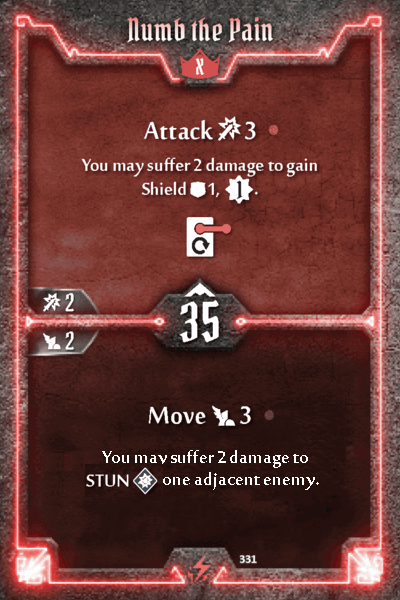 Numb the Pain
X
Attack 3
You may suffer 2 damage to gain
Shield 1, 1.
2
35
2
Move 3
You may suffer 2 damage to
STUN one adjacent enemy.
331